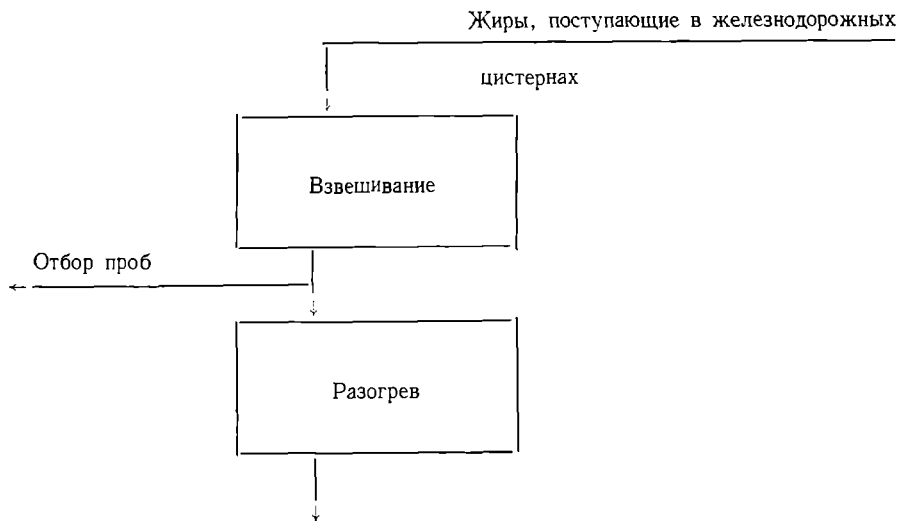 Жиры, поступающие в железнодорожных
цистернах
Взвешивание
Отбор проб
Разогрев